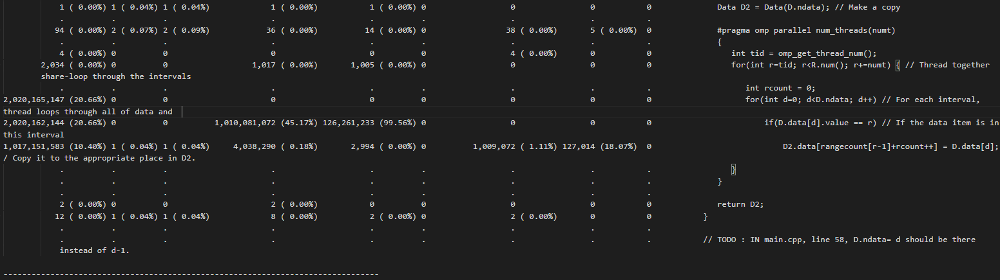 1 ( 0.00%) 1 ( 0.04%) 1 ( 0.04%) 1 ( 0.00%) 1 ( 0.00%) 0 0 0 0 Data D2 = Data(D.ndata); // Make a copy
. . . . . . . . .
94 ( 0.00%) 2 ( 0.07%) 2 ( 0.09%) 36 ( 0.00%) 14 ( 0.00%) 0 38 ( 0.00%) 5 ( 0.00%) 0 #pragma omp parallel num_threads(numt)
. . . . . . . . . {
4 ( 0.00%) 0 0 0 0 0 4 ( 0.00%) 0 0 int tid = omp_get_thread_num();
2,034 ( 0.00%) 0 0 1,017 ( 0.00%) 1,005 ( 0.00%) 0 0 0 0 for(int r=tid; r<R.num(); r+=numt) { // Thread together
share-loop through the intervals
. . . . . . . . . int rcount = 0;
2,020,165,147 (20.66%) 0 0 0 0 0 0 0 0 for(int d=0; d<D.ndata; d++) // For each interval,
thread loops through all of data and
2,020,162,144 (20.66%) 0 0 1,010,081,072 (45.17%) 126,261,233 (99.56%) 0 0 0 0 if(D.data[d].value == r) // If the data item is in
this interval
1,017,151,583 (10.40%) 1 ( 0.04%) 1 ( 0.04%) 4,038,290 ( 0.18%) 2,994 ( 0.00%) 0 1,009,072 ( 1.11%) 127,014 (18.07%) 0 D2.data[rangecount[r-1]+rcount++] = D.data[d];
/ Copy it to the appropriate place in D2.
. . . . . . . . . }
. . . . . . . . . }
. . . . . . . . .
2 ( 0.00%) 0 0 2 ( 0.00%) 0 0 0 0 0 return D2;
12 ( 0.00%) 1 ( 0.04%) 1 ( 0.04%) 8 ( 0.00%) 2 ( 0.00%) 0 2 ( 0.00%) 0 0 }
. . . . . . . . .
. . . . . . . . . // TODO : IN main.cpp, line 58, D.ndata= d should be there
instead of d-1.
--------------------------------------------------------------------------------